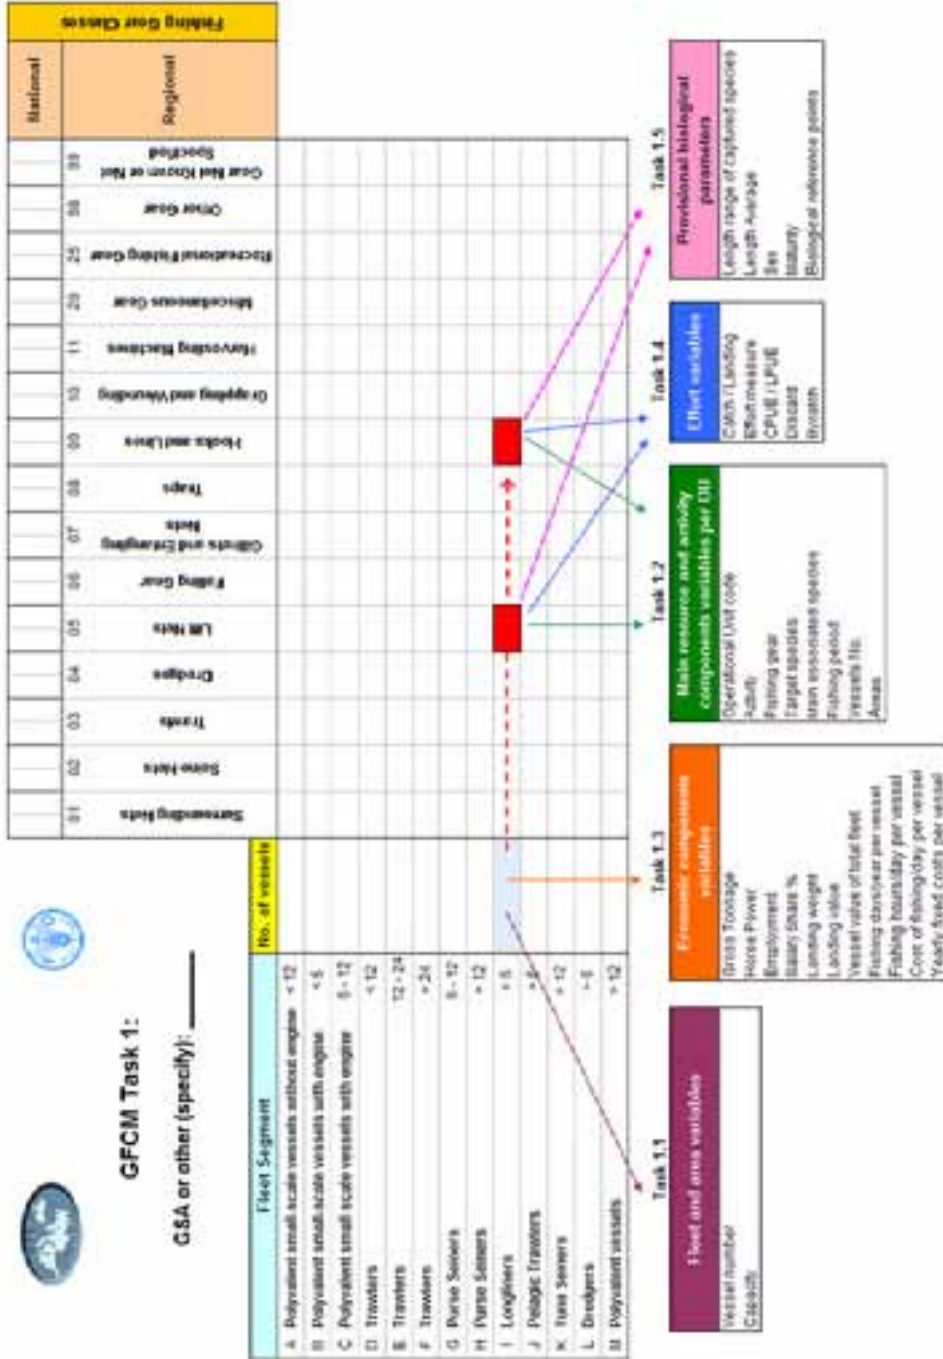 GFCM Task 1:
GSA or other (specify):
National
Regional
Fishing Gear Classes
01
02
03
04
05
06
07
08
09
10
11
20
25
98
99
Surrounding Nets
Seine Nets
Trawls
Dredges
Lift Nets
Falling Gear
Gillnets and Entangling
Nets
Traps
Hooks and Lines
Grappling and Wounding
Harvesting Machines
Miscellaneous Gear
Recreational Fishing Gear
Other Gear
Gear Not Known or Not
Specified
Fleet Segment
No. of vessels
A Polyvalent small-scale vessels without engine < 12
B Polyvalent small-scale vessels with engine < 6
C Polyvalent small scale vessels with engine 6 - 12
D Trawlers < 12
E Trawlers 12 - 24
F Trawlers > 24
G Purse Seiners 6 - 12
H Purse Seiners > 12
I Longliners > 6
J Pelagic Trawlers > 6
K Tuna Seiners > 12
L Dredgers > 6
M Polyvalent vessels > 12
Task 1.1
Task 1.3
Task 1.2
Task 1.4
Task 1.5
Fleet and area variables
Vessel number
Capacity
Economic components
variables
Gross Tonnage
Horse Power
Employment
Salary Share %
Landing weight
Landing value
Vessel value of total fleet
Fishing days/year per vessel
Fishing hours/day per vessel
Cost of fishing/day per vessel
Yearly fixed costs per vessel
Main resource and activity
components variables per OU
Operational Unit code
Activity
Fishing gear
Target species
Main associated species
Fishing period
Vessels No.
Areas
Effort variables
Catch / Landing
Effort measure
CPUE / LPUE
Discard
Bycatch
Provisional biological
parameters
Length range of captured species
Length Average
Sex
Maturity
Biological reference points